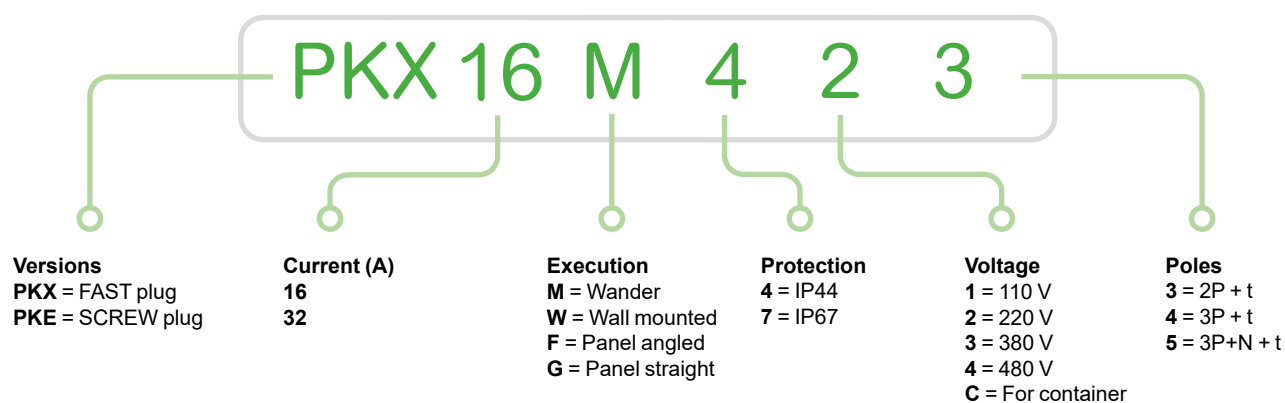 PKX 16 M 4 2 3
Versions
PKX = FAST plug
PKE = SCREW plug
Current (A)
16
32
Execution
M = Wander
W = Wall mounted
F = Panel angled
G = Panel straight
Protection
4 = IP44
7 = IP67
Voltage
1 = 110 V
2 = 220 V
3 = 380 V
4 = 480 V
C = For container
Poles
3 = 2P + t
4 = 3P + t
5 = 3P+N + t